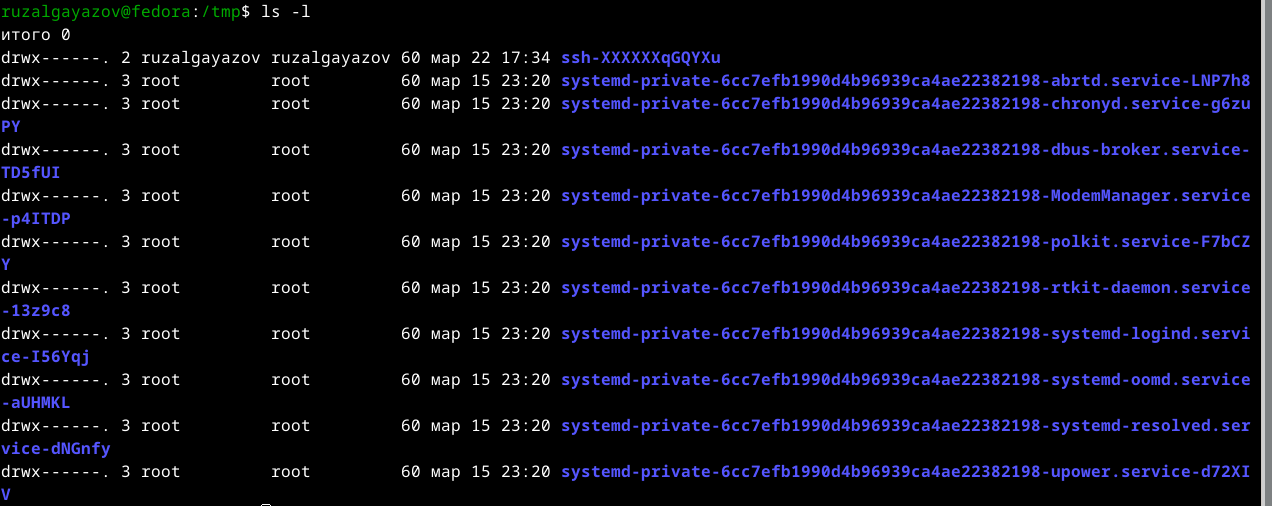 ruzalgayazov@fedora:/tmp$ ls -l
итого 0
drwx------. 2 ruzalgayazov ruzalgayazov 60 мар 22 17:34 ssh-XXXXXXqGQYXu
drwx------. 3 root         root         60 мар 15 23:20 systemd-private-6cc7efb1990d4b96939ca4ae22382198-abrtd.service-LNP7h8
drwx------. 3 root         root         60 мар 15 23:20 systemd-private-6cc7efb1990d4b96939ca4ae22382198-chronyd.service-g6zu
PY
drwx------. 3 root         root         60 мар 15 23:20 systemd-private-6cc7efb1990d4b96939ca4ae22382198-dbus-broker.service-
TD5fUI
drwx------. 3 root         root         60 мар 15 23:20 systemd-private-6cc7efb1990d4b96939ca4ae22382198-ModemManager.service
-p4ITDP
drwx------. 3 root         root         60 мар 15 23:20 systemd-private-6cc7efb1990d4b96939ca4ae22382198-polkit.service-F7bCZ
Y
drwx------. 3 root         root         60 мар 15 23:20 systemd-private-6cc7efb1990d4b96939ca4ae22382198-rtkit-daemon.service
-13z9c8
drwx------. 3 root         root         60 мар 15 23:20 systemd-private-6cc7efb1990d4b96939ca4ae22382198-systemd-logind.servi
ce-I56Yqj
drwx------. 3 root         root         60 мар 15 23:20 systemd-private-6cc7efb1990d4b96939ca4ae22382198-systemd-oomd.service
-aUHMKL
drwx------. 3 root         root         60 мар 15 23:20 systemd-private-6cc7efb1990d4b96939ca4ae22382198-systemd-resolved.ser
vice-dNGnfy
drwx------. 3 root         root         60 мар 15 23:20 systemd-private-6cc7efb1990d4b96939ca4ae22382198-upower.service-d72XI
V